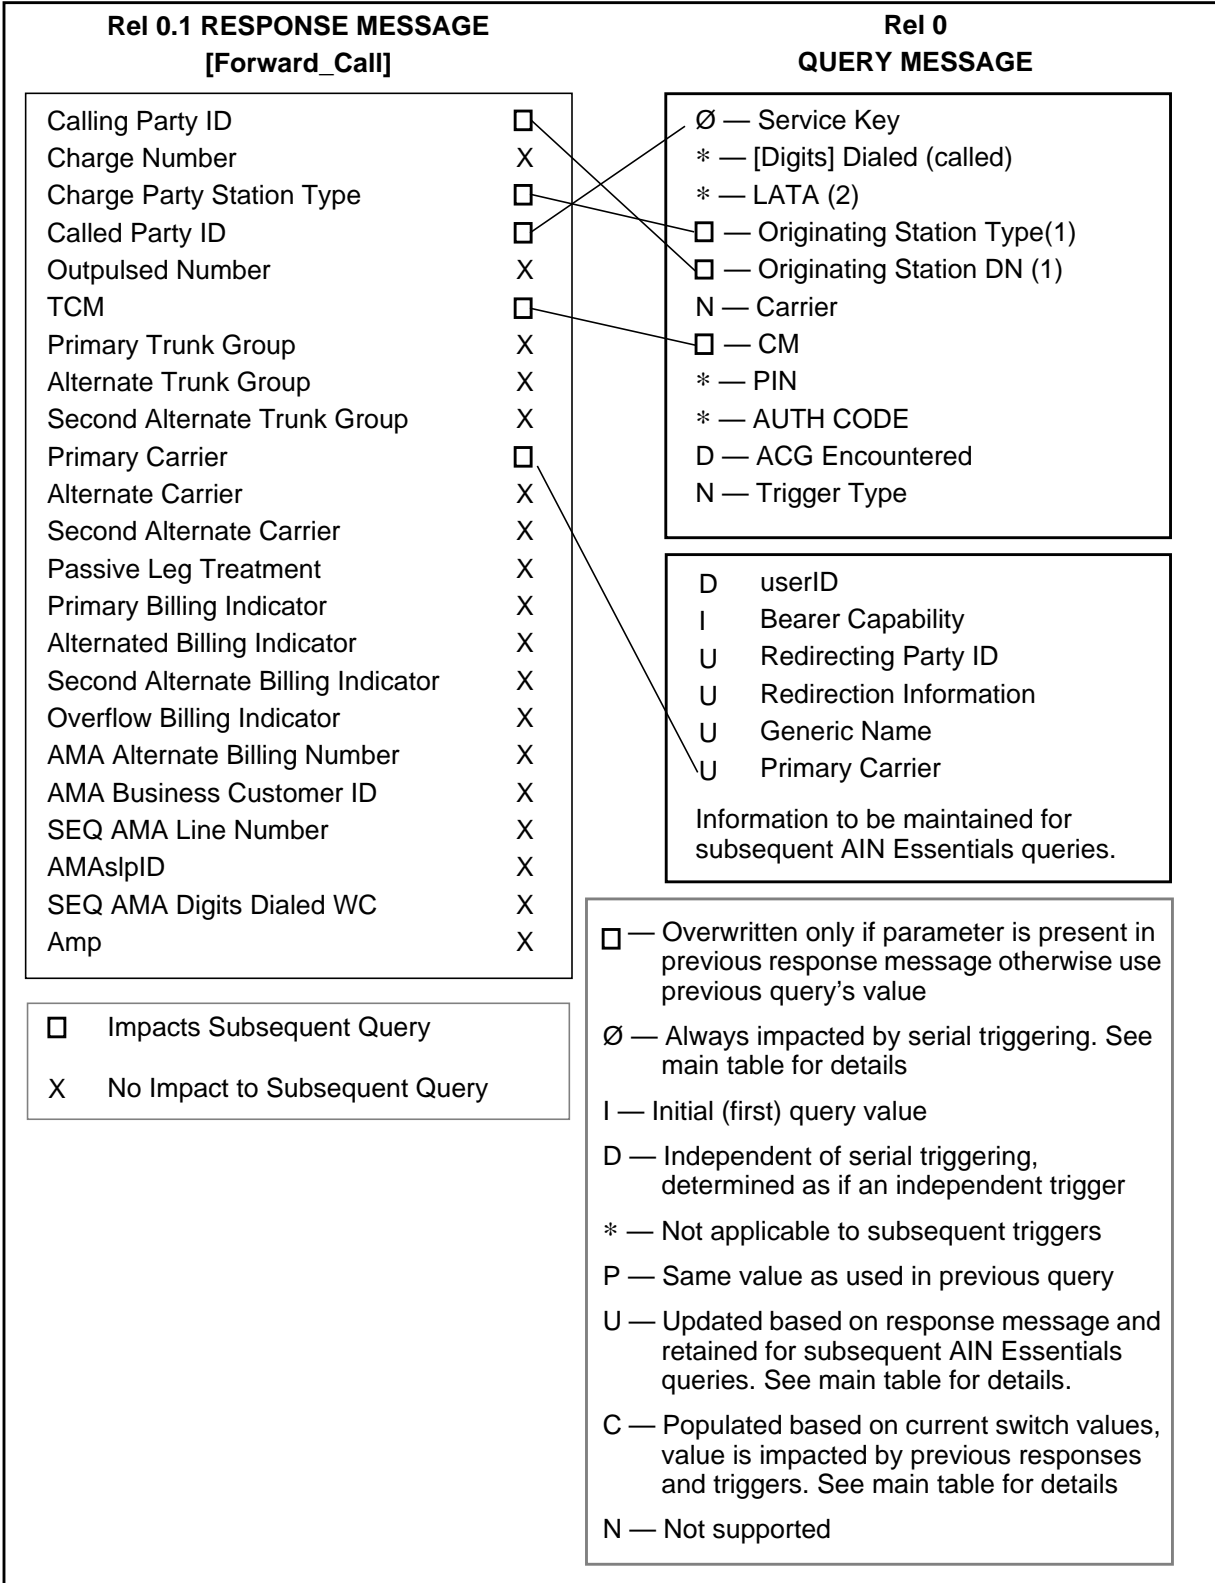 Rel 0.1 RESPONSE MESSAGE
[Forward_Call]
Calling Party ID □
Charge Number X
Charge Party Station Type □
Called Party ID □
Outpulsed Number X
TCM □
Primary Trunk Group X
Alternate Trunk Group X
Second Alternate Trunk Group X
Primary Carrier □
Alternate Carrier X
Second Alternate Carrier X
Passive Leg Treatment X
Primary Billing Indicator X
Alternated Billing Indicator X
Second Alternate Billing Indicator X
Overflow Billing Indicator X
AMA Alternate Billing Number X
AMA Business Customer ID X
SEQ AMA Line Number X
AMAslpID X
SEQ AMA Digits Dialed WC X
Amp X
□ Impacts Subsequent Query
X No Impact to Subsequent Query
Rel 0
QUERY MESSAGE
Ø — Service Key
* — [Digits] Dialed (called)
* — LATA (2)
□ — Originating Station Type(1)
□ — Originating Station DN (1)
N — Carrier
□ — CM
* — PIN
* — AUTH CODE
D — ACG Encountered
N — Trigger Type
D userID
I Bearer Capability
U Redirecting Party ID
U Redirection Information
U Generic Name
U Primary Carrier
Information to be maintained for
subsequent AIN Essentials queries.
□ — Overwritten only if parameter is present in
previous response message otherwise use
previous query’s value
Ø — Always impacted by serial triggering. See
main table for details
I — Initial (first) query value
D — Independent of serial triggering,
determined as if an independent trigger
* — Not applicable to subsequent triggers
P — Same value as used in previous query
U — Updated based on response message and
retained for subsequent AIN Essentials
queries. See main table for details.
C — Populated based on current switch values,
value is impacted by previous responses
and triggers. See main table for details
N — Not supported